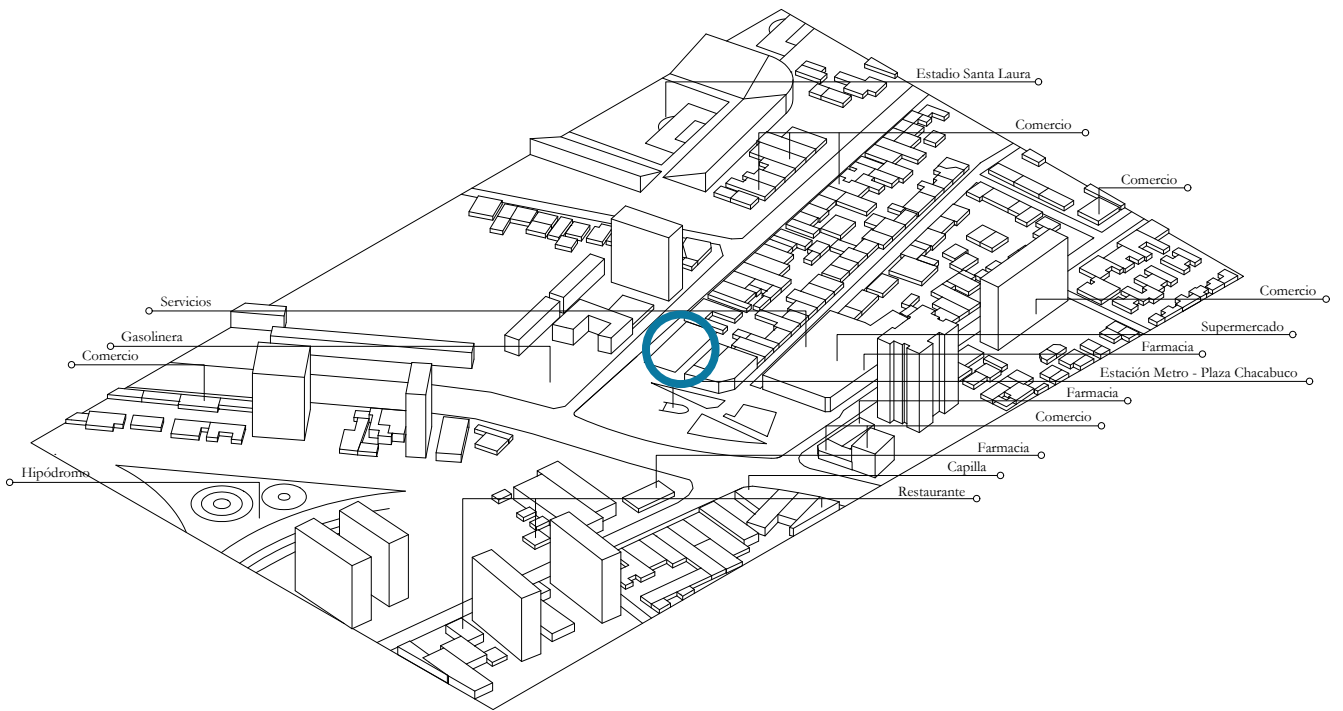 Estadio Santa Laura
Comercio
Comercio
Comercio
Servicios
Gasolinera
Supermercado
Comercio
Farmacia
Estación Metro - Plaza Chacabuco
Farmacia
Comercio
Farmacia
Hipódromo
Capilla
Restaurante